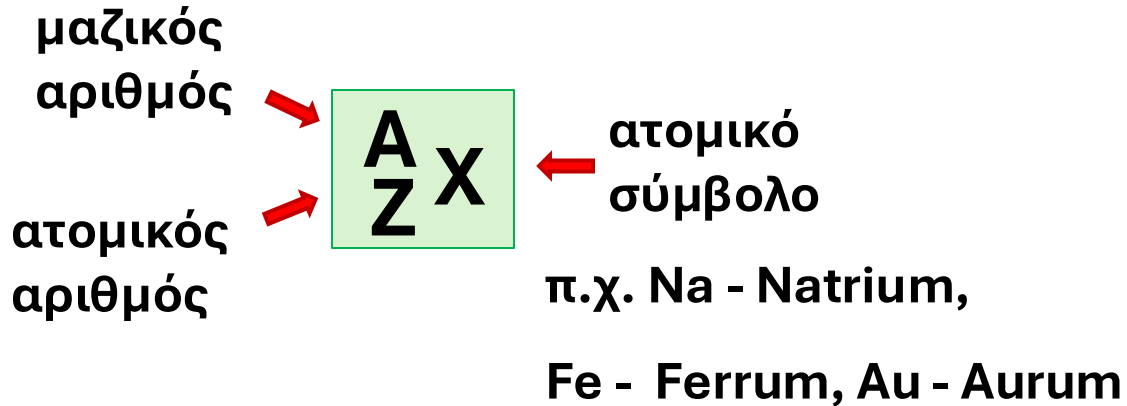 μαζικός
αριθμός
A
Z
X
ατομικό
σύμβολο
ατομικός
αριθμός
π.χ. Na - Natrium,
Fe - Ferrum, Au - Aurum